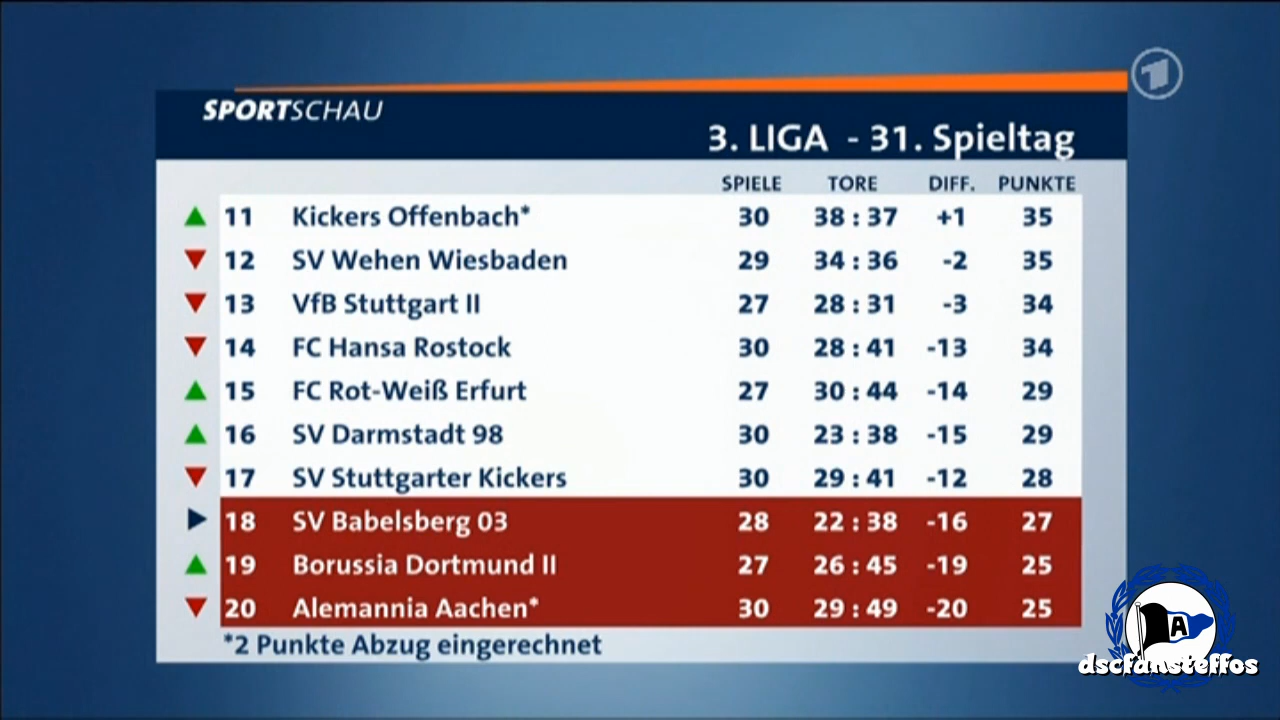 1
SPORTSCHAU
3. LIGA - 31. Spieltag
SPIELE TORE DIFF. PUNKTE
11 Kickers Offenbach* 30 38 : 37 +1 35
12 SV Wehen Wiesbaden 29 34 : 36 -2 35
13 VfB Stuttgart II 27 28 : 31 -3 34
14 FC Hansa Rostock 30 28 : 41 -13 34
15 FC Rot-Weiß Erfurt 27 30 : 44 -14 29
16 SV Darmstadt 98 30 23 : 38 -15 29
17 SV Stuttgarter Kickers 30 29 : 41 -12 28
18 SV Babelsberg 03 28 22 : 38 -16 27
19 Borussia Dortmund II 27 26 : 45 -19 25
20 Alemannia Aachen* 30 29 : 49 -20 25
*2 Punkte Abzug eingerechnet
A
dscfansteffos